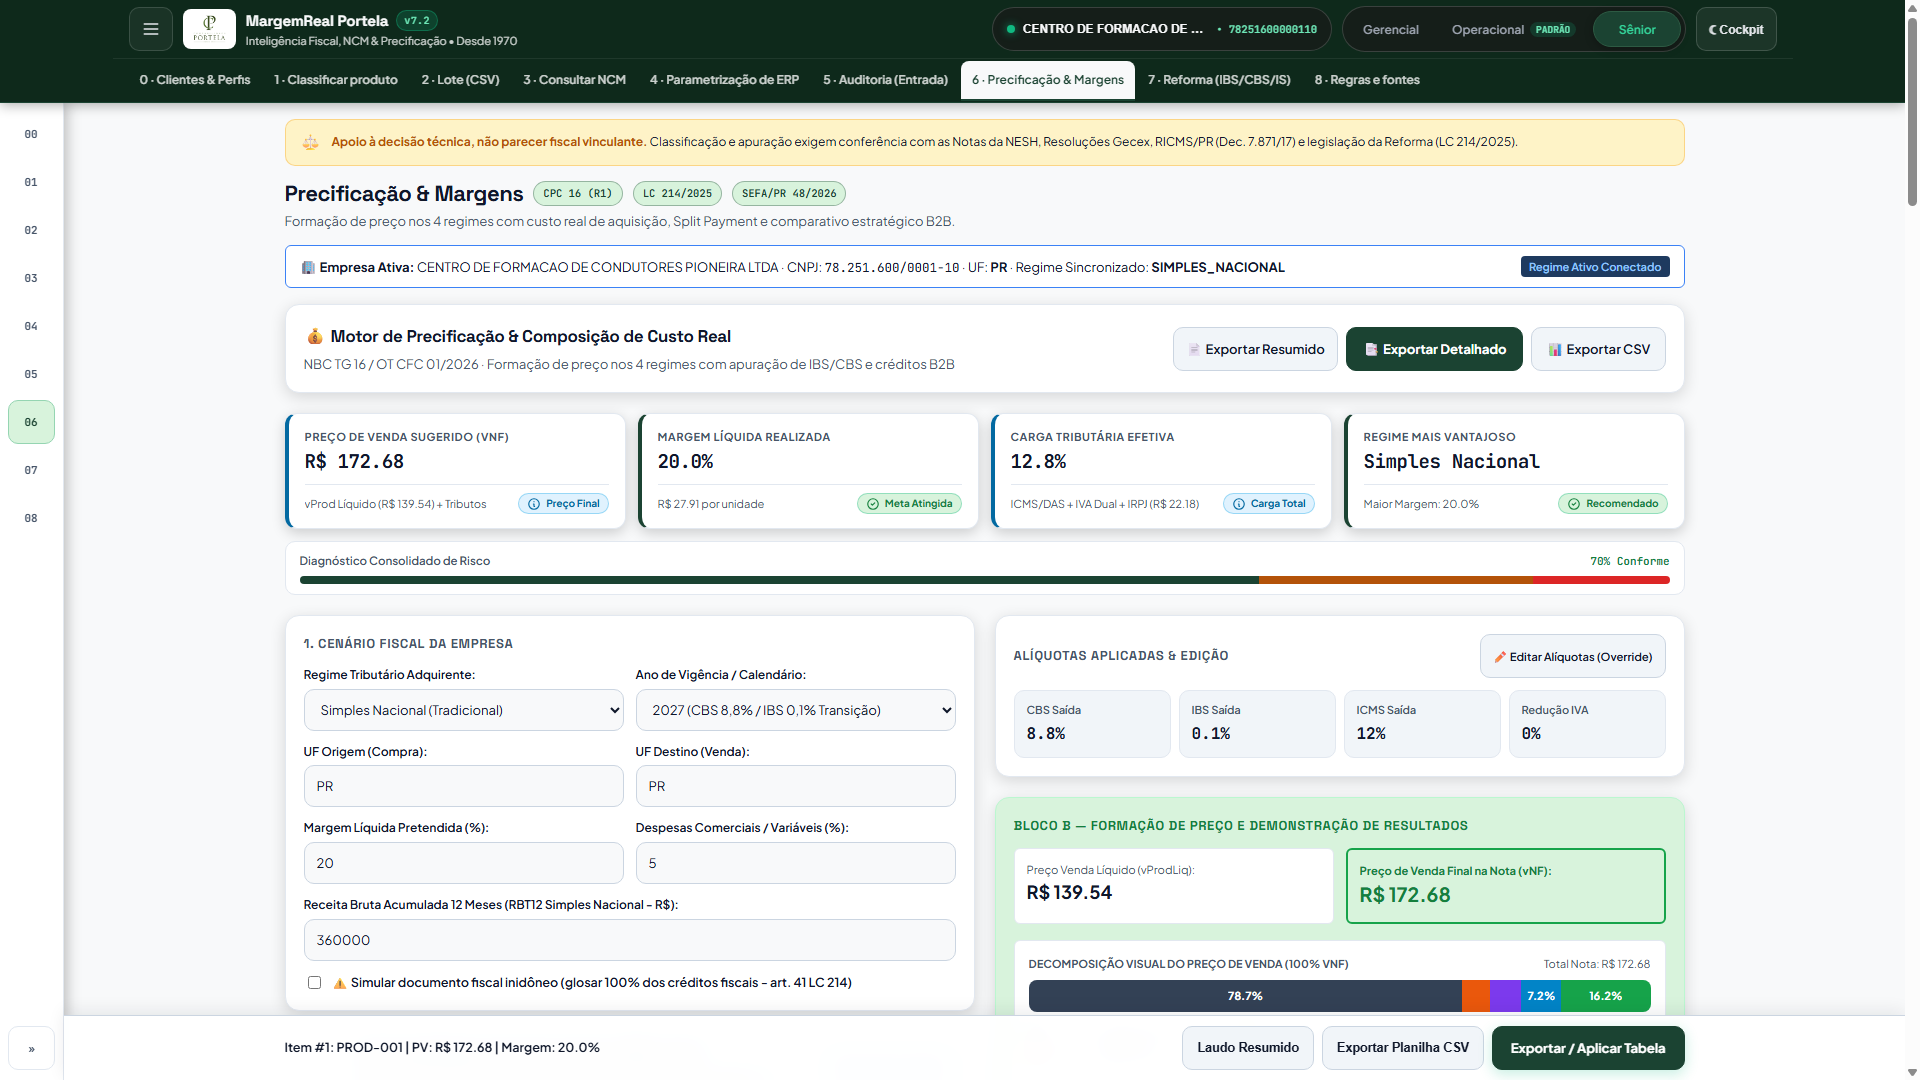 MargemReal Portela v7.2
PORTELA
Inteligência Fiscal, NCM & Precificação • Desde 1970
CENTRO DE FORMACAO DE ... • 78251600000110
Gerencial
Operacional PADRÃO
Sênior
Cockpit
0 · Clientes & Perfis
1 · Classificar produto
2 · Lote (CSV)
3 · Consultar NCM
4 · Parametrização de ERP
5 · Auditoria (Entrada)
6 · Precificação & Margens
7 · Reforma (IBS/CBS/IS)
8 · Regras e fontes
00
01
02
03
04
05
06
07
08
»
Apoio à decisão técnica, não parecer fiscal vinculante. Classificação e apuração exigem conferência com as Notas da NESH, Resoluções Gecex, RICMS/PR (Dec. 7.871/17) e legislação da Reforma (LC 214/2025).
Precificação & Margens CPC 16 (R1) LC 214/2025 SEFA/PR 48/2026
Formação de preço nos 4 regimes com custo real de aquisição, Split Payment e comparativo estratégico B2B.
Empresa Ativa: CENTRO DE FORMACAO DE CONDUTORES PIONEIRA LTDA · CNPJ: 78.251.600/0001-10 · UF: PR · Regime Sincronizado: SIMPLES_NACIONAL
Regime Ativo Conectado
Motor de Precificação & Composição de Custo Real
NBC TG 16 / OT CFC 01/2026 · Formação de preço nos 4 regimes com apuração de IBS/CBS e créditos B2B
Exportar Resumido
Exportar Detalhado
Exportar CSV
PREÇO DE VENDA SUGERIDO (VNF)
R$ 172.68
vProd Líquido (R$ 139.54) + Tributos
Preço Final
MARGEM LÍQUIDA REALIZADA
20.0%
R$ 27.91 por unidade
Meta Atingida
CARGA TRIBUTÁRIA EFETIVA
12.8%
ICMS/DAS + IVA Dual + IRPJ (R$ 22.18)
Carga Total
REGIME MAIS VANTAJOSO
Simples Nacional
Maior Margem: 20.0%
Recomendado
Diagnóstico Consolidado de Risco
70% Conforme
1. CENÁRIO FISCAL DA EMPRESA
Regime Tributário Adquirente:
Simples Nacional (Tradicional)
Ano de Vigência / Calendário:
2027 (CBS 8,8% / IBS 0,1% Transição)
UF Origem (Compra):
PR
UF Destino (Venda):
PR
Margem Líquida Pretendida (%):
20
Despesas Comerciais / Variáveis (%):
5
Receita Bruta Acumulada 12 Meses (RBT12 Simples Nacional - R$):
360000
Simular documento fiscal inidôneo (glosar 100% dos créditos fiscais - art. 41 LC 214)
ALÍQUOTAS APLICADAS & EDIÇÃO
Editar Alíquotas (Override)
CBS Saída
8.8%
IBS Saída
0.1%
ICMS Saída
12%
Redução IVA
0%
BLOCO B — FORMAÇÃO DE PREÇO E DEMONSTRAÇÃO DE RESULTADOS
Preço Venda Líquido (vProdLiq):
R$ 139.54
Preço de Venda Final na Nota (vNF):
R$ 172.68
DECOMPOSIÇÃO VISUAL DO PREÇO DE VENDA (100% VNF)
Total Nota: R$ 172.68
78.7%
7.2%
16.2%
Item #1: PROD-001 | PV: R$ 172.68 | Margem: 20.0%
Laudo Resumido
Exportar Planilha CSV
Exportar / Aplicar Tabela